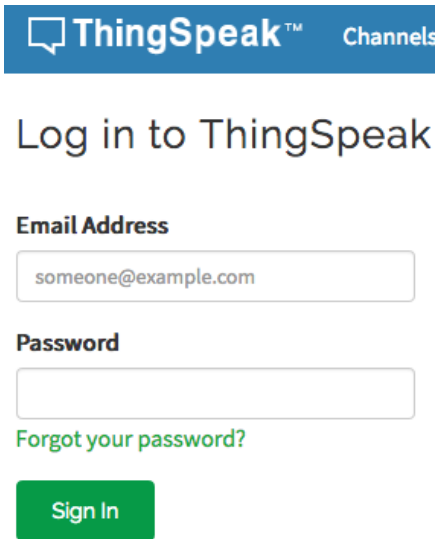 ThingSpeak™ Channels
Log in to ThingSpeak
Email Address
someone@example.com
Password
Forgot your password?
Sign In